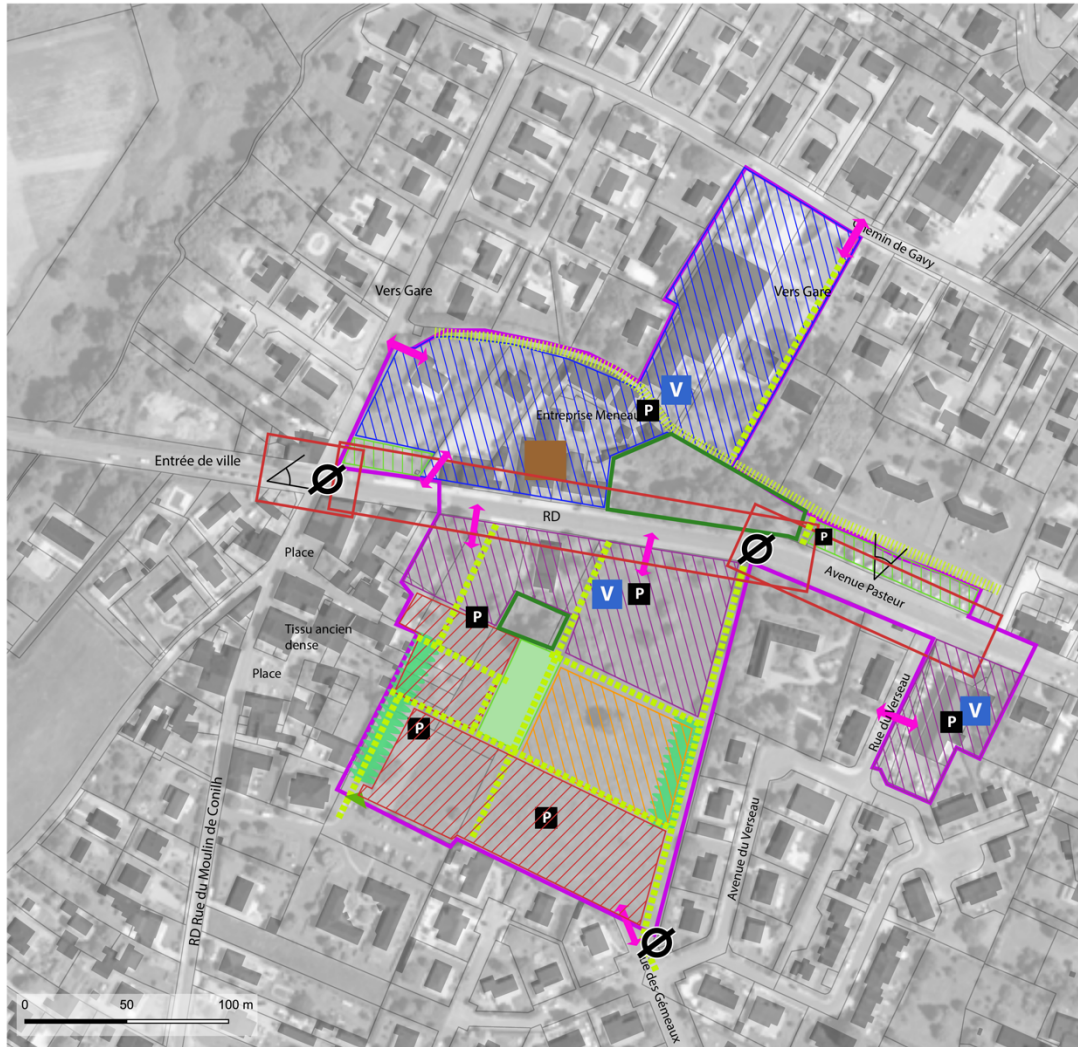 Chemin de Gavy
Vers Gare
Vers Gare
V
P
Entreprise Meneau
Entrée de ville
RD
P
Place
Avenue Pasteur
V
P
P
Tissu ancien
dense
Place
Rue du Verseau
V
P
P
P
Avenue du Verseau
RD Rue du Moulin de Conilh
Rue des Gémeaux
0 50 100 m